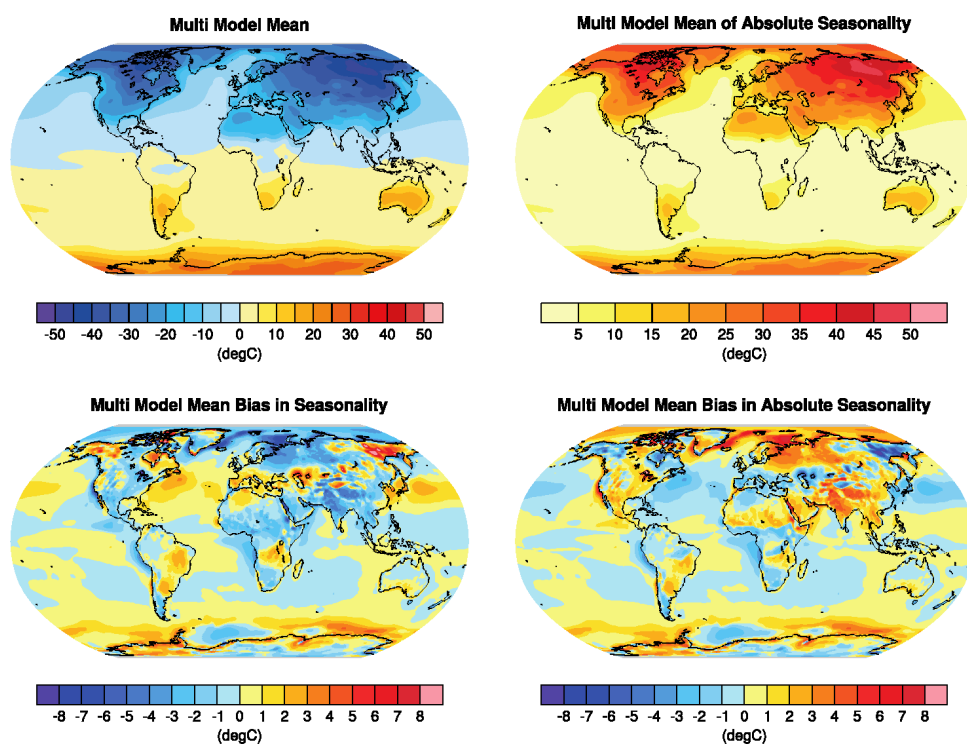 Multi Model Mean
Multi Model Mean of Absolute Seasonality
-50 -40 -30 -20 -10 0 10 20 30 40 50
(degC)
5 10 15 20 25 30 35 40 45 50
(degC)
Multi Model Mean Bias in Seasonality
Multi Model Mean Bias in Absolute Seasonality
-8 -7 -6 -5 -4 -3 -2 -1 0 1 2 3 4 5 6 7 8
(degC)
-8 -7 -6 -5 -4 -3 -2 -1 0 1 2 3 4 5 6 7 8
(degC)